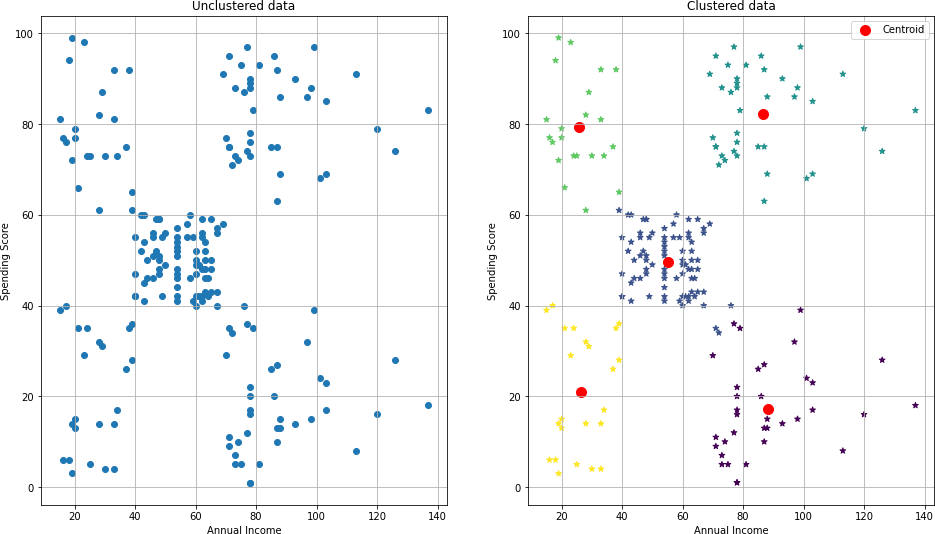 Unclustered data
100
80
60
40
20
0
Spending Score
20 40 60 80 100 120 140
Annual Income
Clustered data
Centroid
100
80
60
40
20
0
Spending Score
20 40 60 80 100 120 140
Annual Income